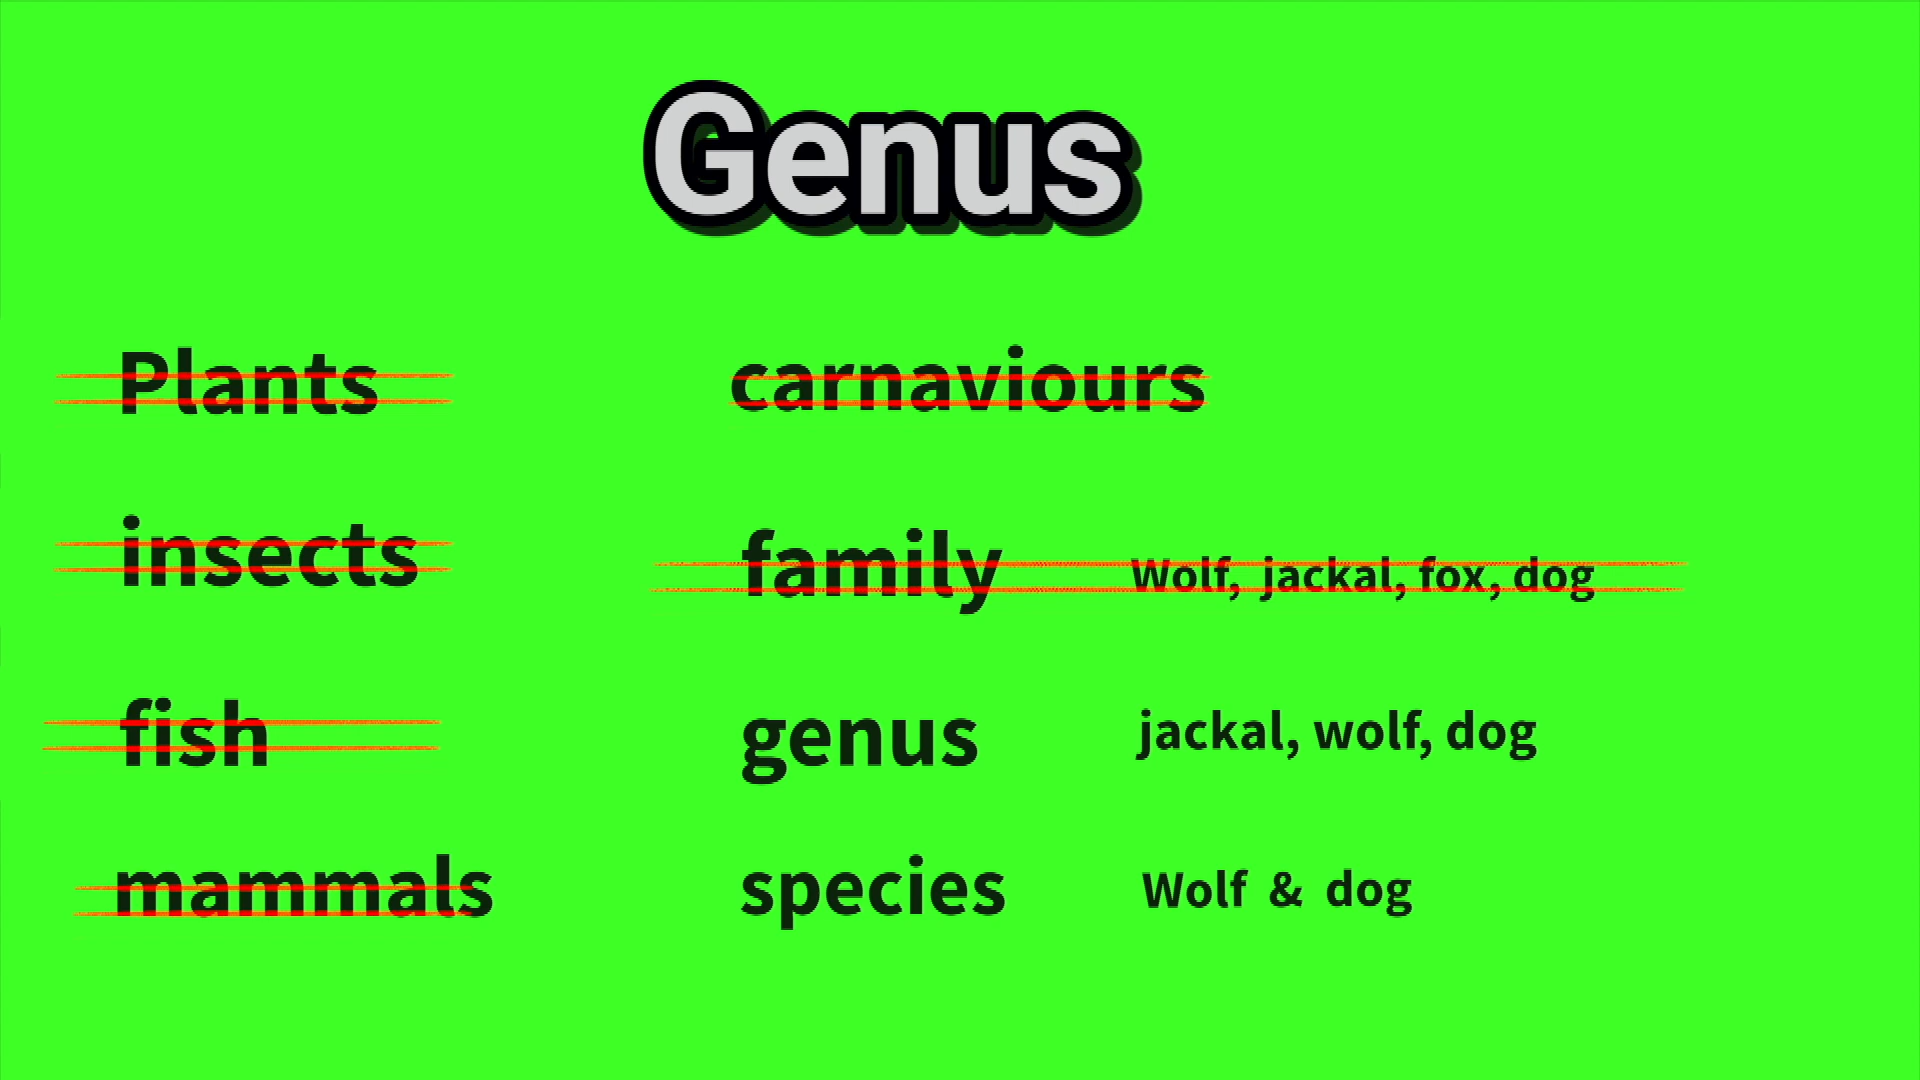 Genus
Plants
insects
fish
mammals
carnaviours
family Wolf, jackal, fox, dog
genus jackal, wolf, dog
species Wolf & dog